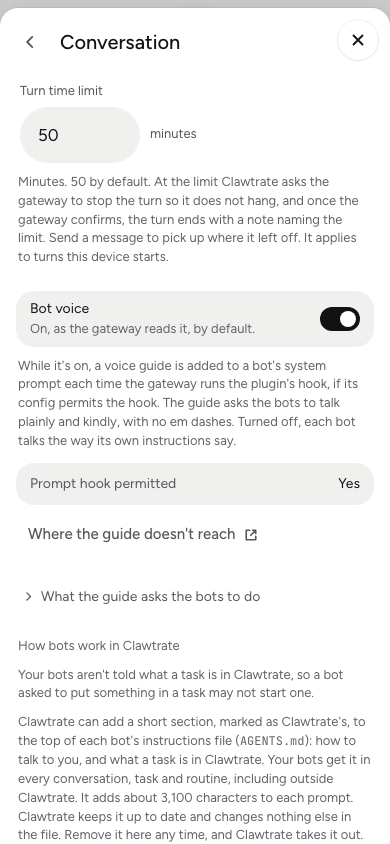 Conversation
Turn time limit
50 minutes
Minutes. 50 by default. At the limit Clawtrate asks the
gateway to stop the turn so it does not hang, and once the
gateway confirms, the turn ends with a note naming the
limit. Send a message to pick up where it left off. It applies
to turns this device starts.
Bot voice
On, as the gateway reads it, by default.
While it's on, a voice guide is added to a bot's system
prompt each time the gateway runs the plugin's hook, if its
config permits the hook. The guide asks the bots to talk
plainly and kindly, with no em dashes. Turned off, each bot
talks the way its own instructions say.
Prompt hook permitted Yes
Where the guide doesn't reach
What the guide asks the bots to do
How bots work in Clawtrate
Your bots aren't told what a task is in Clawtrate, so a bot
asked to put something in a task may not start one.
Clawtrate can add a short section, marked as Clawtrate's, to
the top of each bot's instructions file (AGENTS.md): how to
talk to you, and what a task is in Clawtrate. Your bots get it in
every conversation, task and routine, including outside
Clawtrate. It adds about 3,100 characters to each prompt.
Clawtrate keeps it up to date and changes nothing else in
the file. Remove it here any time, and Clawtrate takes it out.